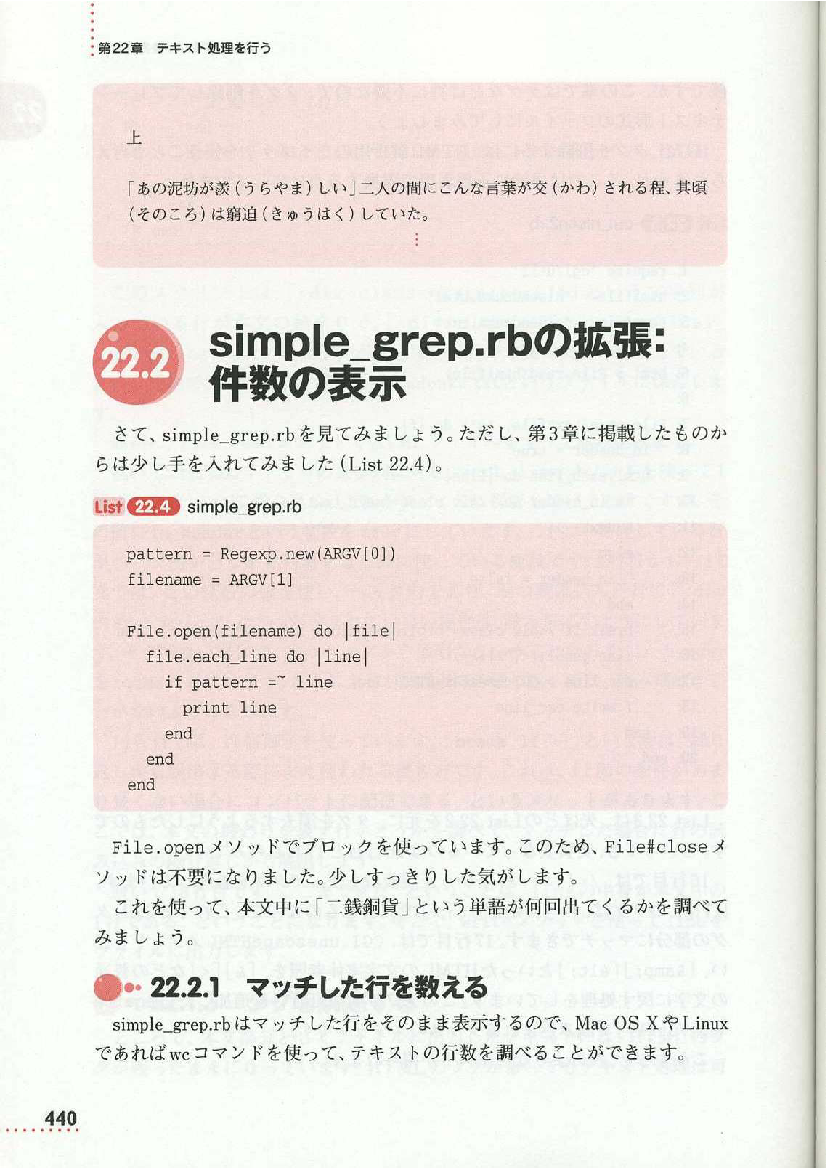 第22章 テキスト処理を行う
上
「あの泥坊が羨(うらやま)しい」二人の間にこんな言葉が交(かわ)される程、其頃
(そのころ)は窮迫(きゅうはく)していた。
⋮
22.2 simple_grep.rbの拡張:
件数の表示
さて、simple_grep.rbを見てみましょう。ただし、第3章に掲載したものか
らは少し手を入れてみました(List 22.4)。
List 22.4 simple_grep.rb
pattern = Regexp.new(ARGV[0])
filename = ARGV[1]
File.open(filename) do |file|
  file.each_line do |line|
    if pattern =~ line
      print line
    end
  end
end
File.openメソッドでブロックを使っています。このため、File#closeメ
ソッドは不要になりました。少しすっきりした気がします。
これを使って、本文中に「二銭銅貨」という単語が何回出てくるかを調べて
みましょう。
22.2.1 マッチした行を数える
simple_grep.rbはマッチした行をそのまま表示するので、Mac OS XやLinux
であればwcコマンドを使って、テキストの行数を調べることができます。
440